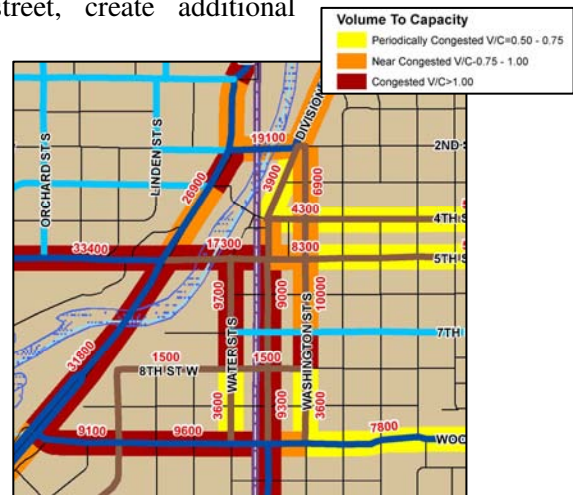 street, create additional
Volume To Capacity
Periodically Congested V/C=0.50 - 0.75
Near Congested V/C-0.75 - 1.00
Congested V/C>1.00
DIVISION
19100
2ND
ORCHARD ST S
LINDEN ST S
26900
3900
6900
4300
4TH S
33400
17300
8300
5TH S
9700
9000
10000
WATER ST S
WASHINGTON ST S
7TH
31800
1500
1500
8TH ST W
3600
9300
3600
9100
9600
7800
WOO